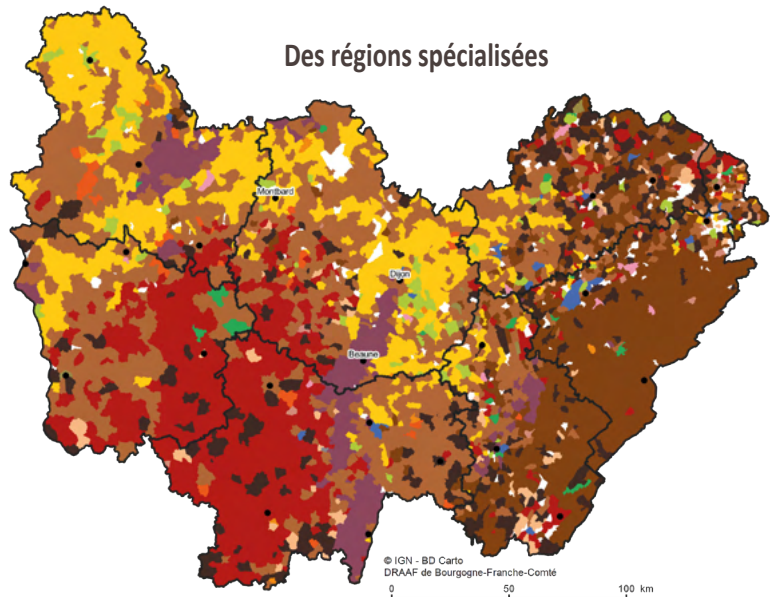 Des régions spécialisées
Montbard
Dijon
Beaune
© IGN - BD Carto
DRAAF de Bourgogne-Franche-Comté
0 50 100 km